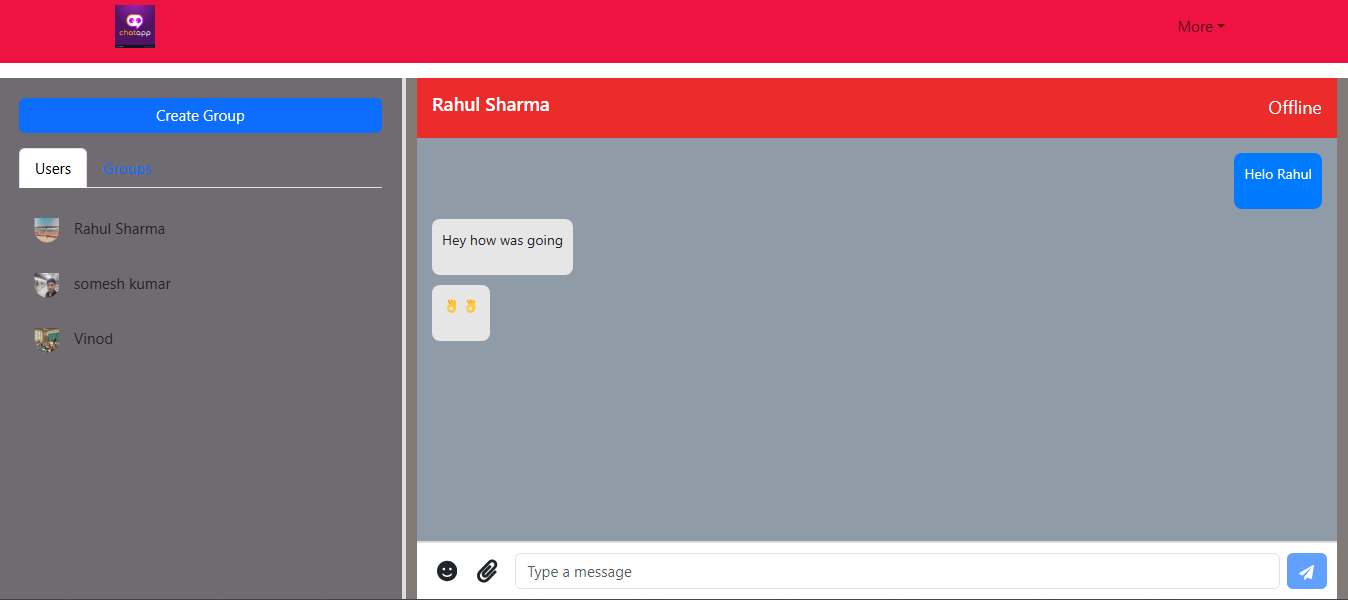 chatapp
More
Create Group
Users
Groups
Rahul Sharma
somesh kumar
Vinod
Rahul Sharma
Offline
Helo Rahul
Hey how was going
👌 👌
Type a message